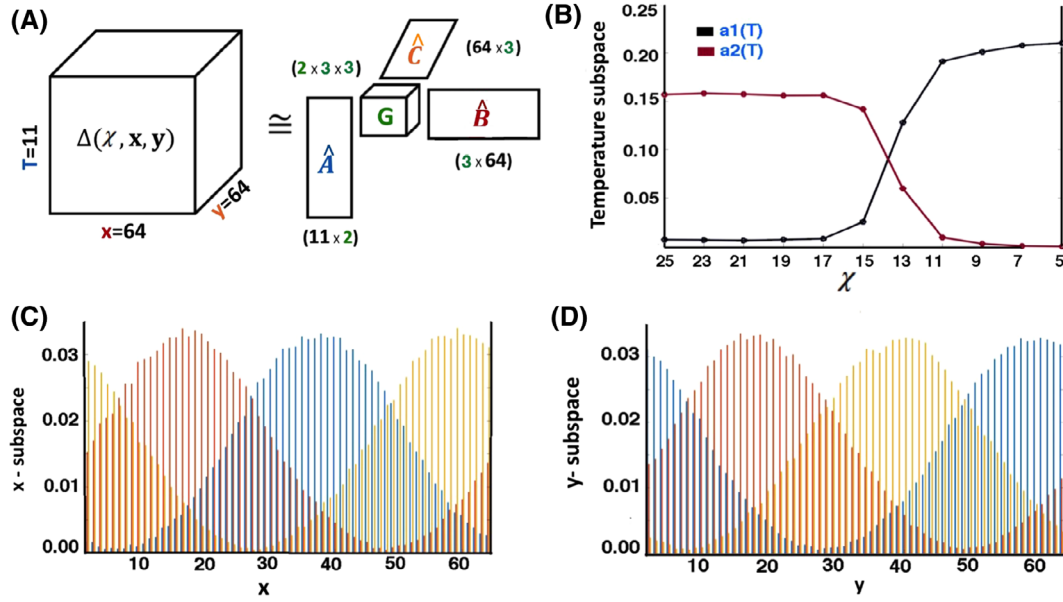 (A)
T=11
Δ(χ, x, y)
x=64
y=64
≅
(2 x 3 x 3)
Ĉ
(64 x 3)
G
Â
B̂
(3 x 64)
(11 x 2)
(B)
Temperature subspace
0.25
0.20
0.15
0.10
0.05
a1(T)
a2(T)
25 23 21 19 17 15 13 11 9 7 5
χ
(C)
x - subspace
0.03
0.02
0.01
0.00
10 20 30 40 50 60
x
(D)
y- subspace
0.03
0.02
0.01
0.00
10 20 30 40 50 60
y